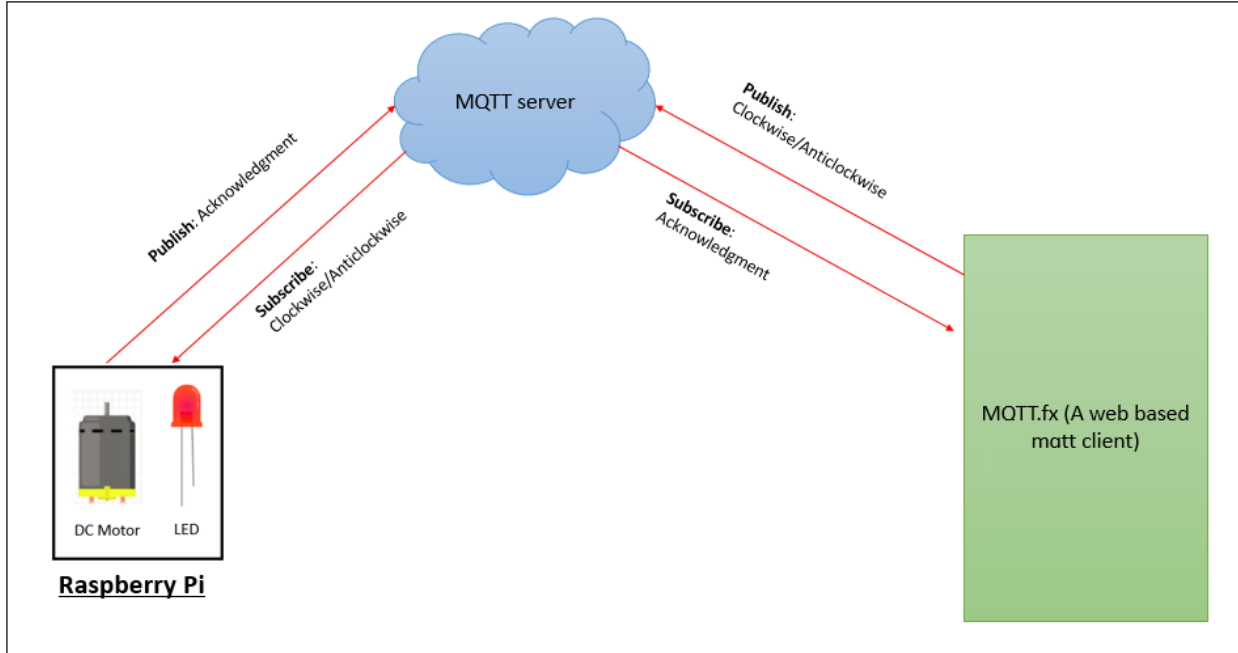 MQTT server
Publish: Acknowledgment
Subscribe:
Clockwise/Anticlockwise
Publish:
Clockwise/Anticlockwise
Subscribe:
Acknowledgment
DC Motor
LED
Raspberry Pi
MQTT.fx (A web based
mqtt client)